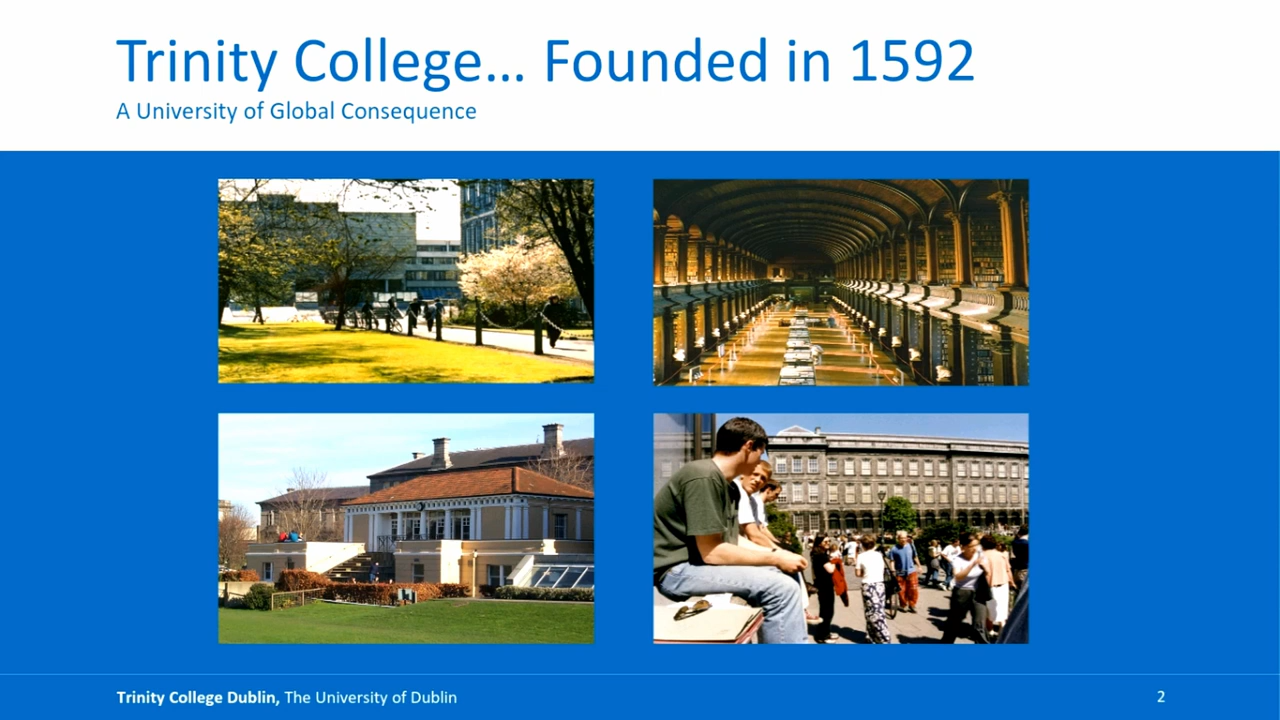 Trinity College... Founded in 1592
A University of Global Consequence
Trinity College Dublin, The University of Dublin
2